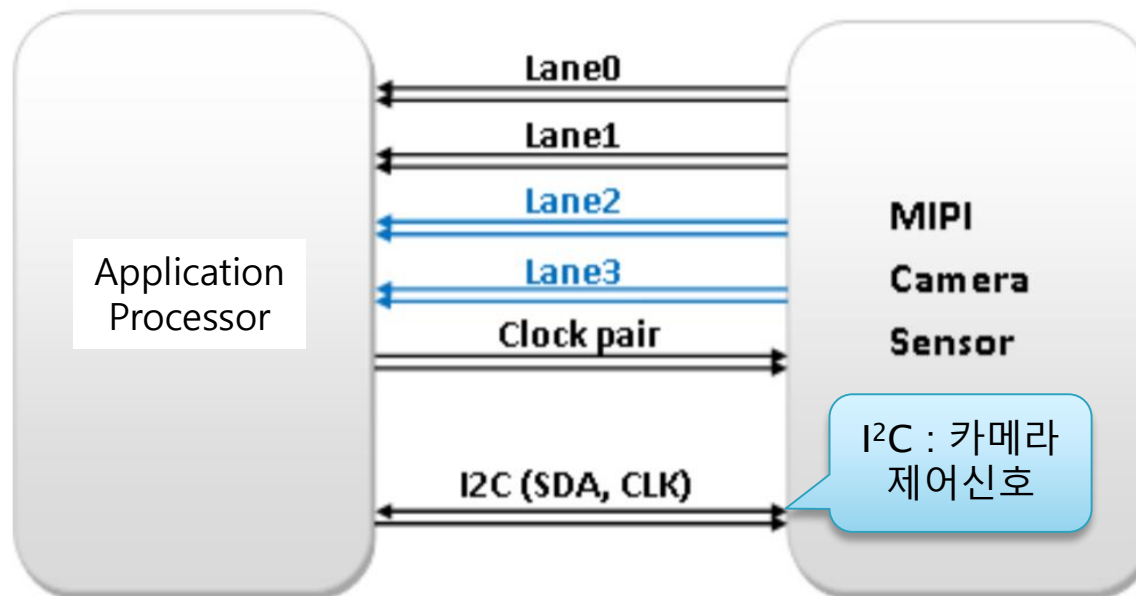 Application
Processor
Lane0
Lane1
Lane2
Lane3
Clock pair
I2C (SDA, CLK)
MIPI
Camera
Sensor
I²C : 카메라
제어신호